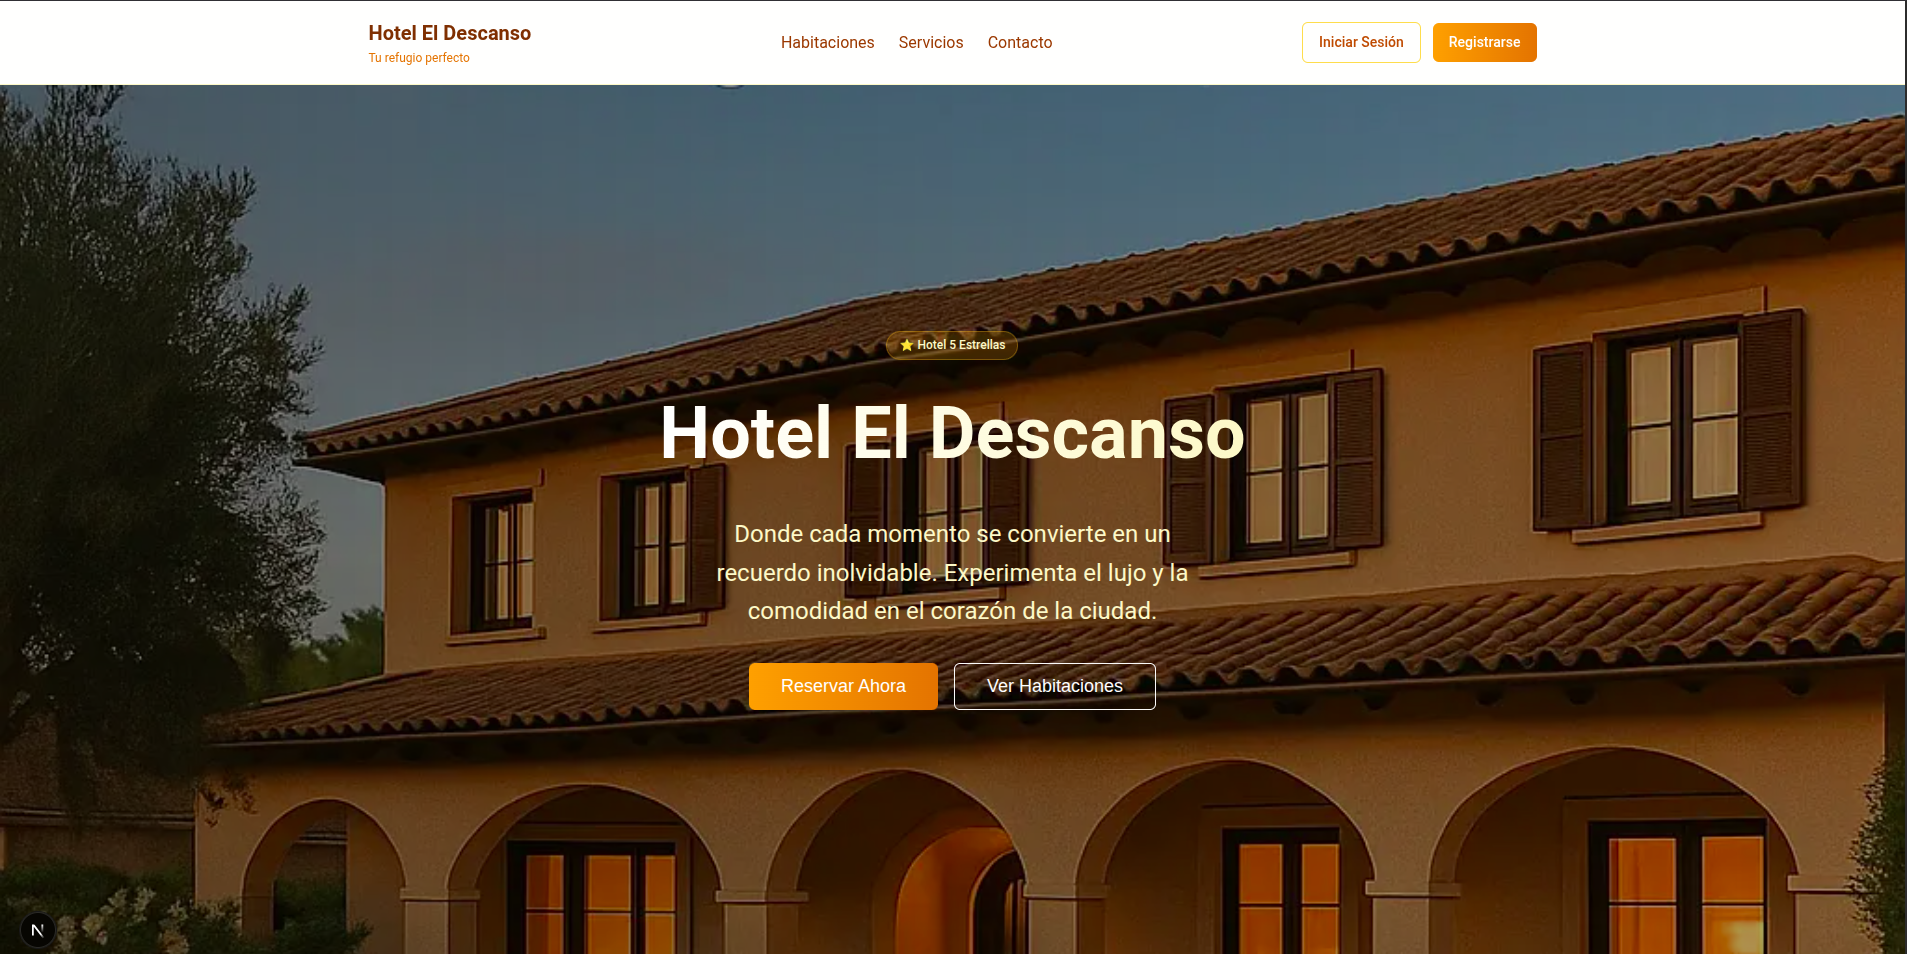 Hotel El Descanso
Tu refugio perfecto
Habitaciones
Servicios
Contacto
Iniciar Sesión
Registrarse
⭐ Hotel 5 Estrellas
Hotel El Descanso
Donde cada momento se convierte en un
recuerdo inolvidable. Experimenta el lujo y la
comodidad en el corazón de la ciudad.
Reservar Ahora
Ver Habitaciones
N